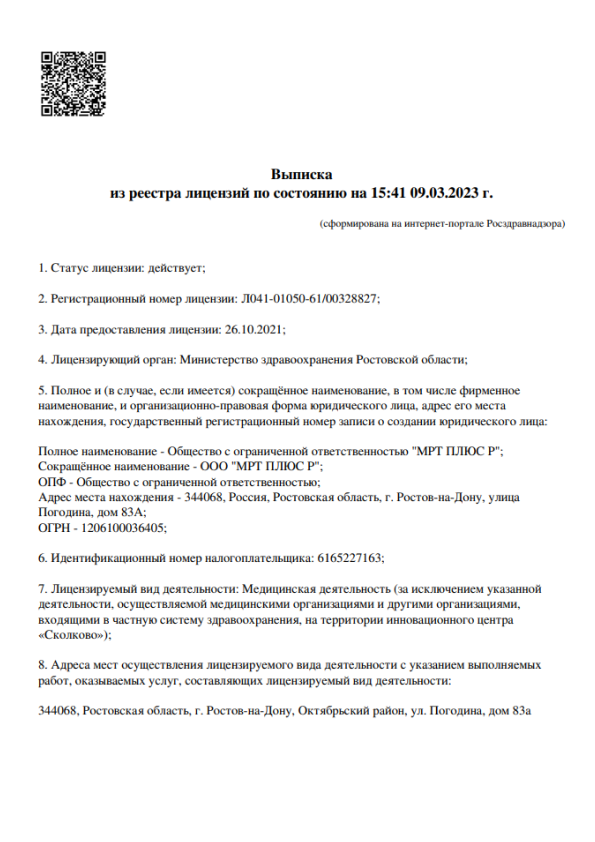 Выписка
из реестра лицензий по состоянию на 15:41 09.03.2023 г.
(сформирована на интернет-портале Росздравнадзора)
1. Статус лицензии: действует;
2. Регистрационный номер лицензии: Л041-01050-61/00328827;
3. Дата предоставления лицензии: 26.10.2021;
4. Лицензирующий орган: Министерство здравоохранения Ростовской области;
5. Полное и (в случае, если имеется) сокращённое наименование, в том числе фирменное
наименование, и организационно-правовая форма юридического лица, адрес его места
нахождения, государственный регистрационный номер записи о создании юридического лица:
Полное наименование - Общество с ограниченной ответственностью "МРТ ПЛЮС Р";
Сокращённое наименование - ООО "МРТ ПЛЮС Р";
ОПФ - Общество с ограниченной ответственностью;
Адрес места нахождения - 344068, Россия, Ростовская область, г. Ростов-на-Дону, улица
Погодина, дом 83А;
ОГРН - 1206100036405;
6. Идентификационный номер налогоплательщика: 6165227163;
7. Лицензируемый вид деятельности: Медицинская деятельность (за исключением указанной
деятельности, осуществляемой медицинскими организациями и другими организациями,
входящими в частную систему здравоохранения, на территории инновационного центра
«Сколково»);
8. Адреса мест осуществления лицензируемого вида деятельности с указанием выполняемых
работ, оказываемых услуг, составляющих лицензируемый вид деятельности:
344068, Ростовская область, г. Ростов-на-Дону, Октябрьский район, ул. Погодина, дом 83а